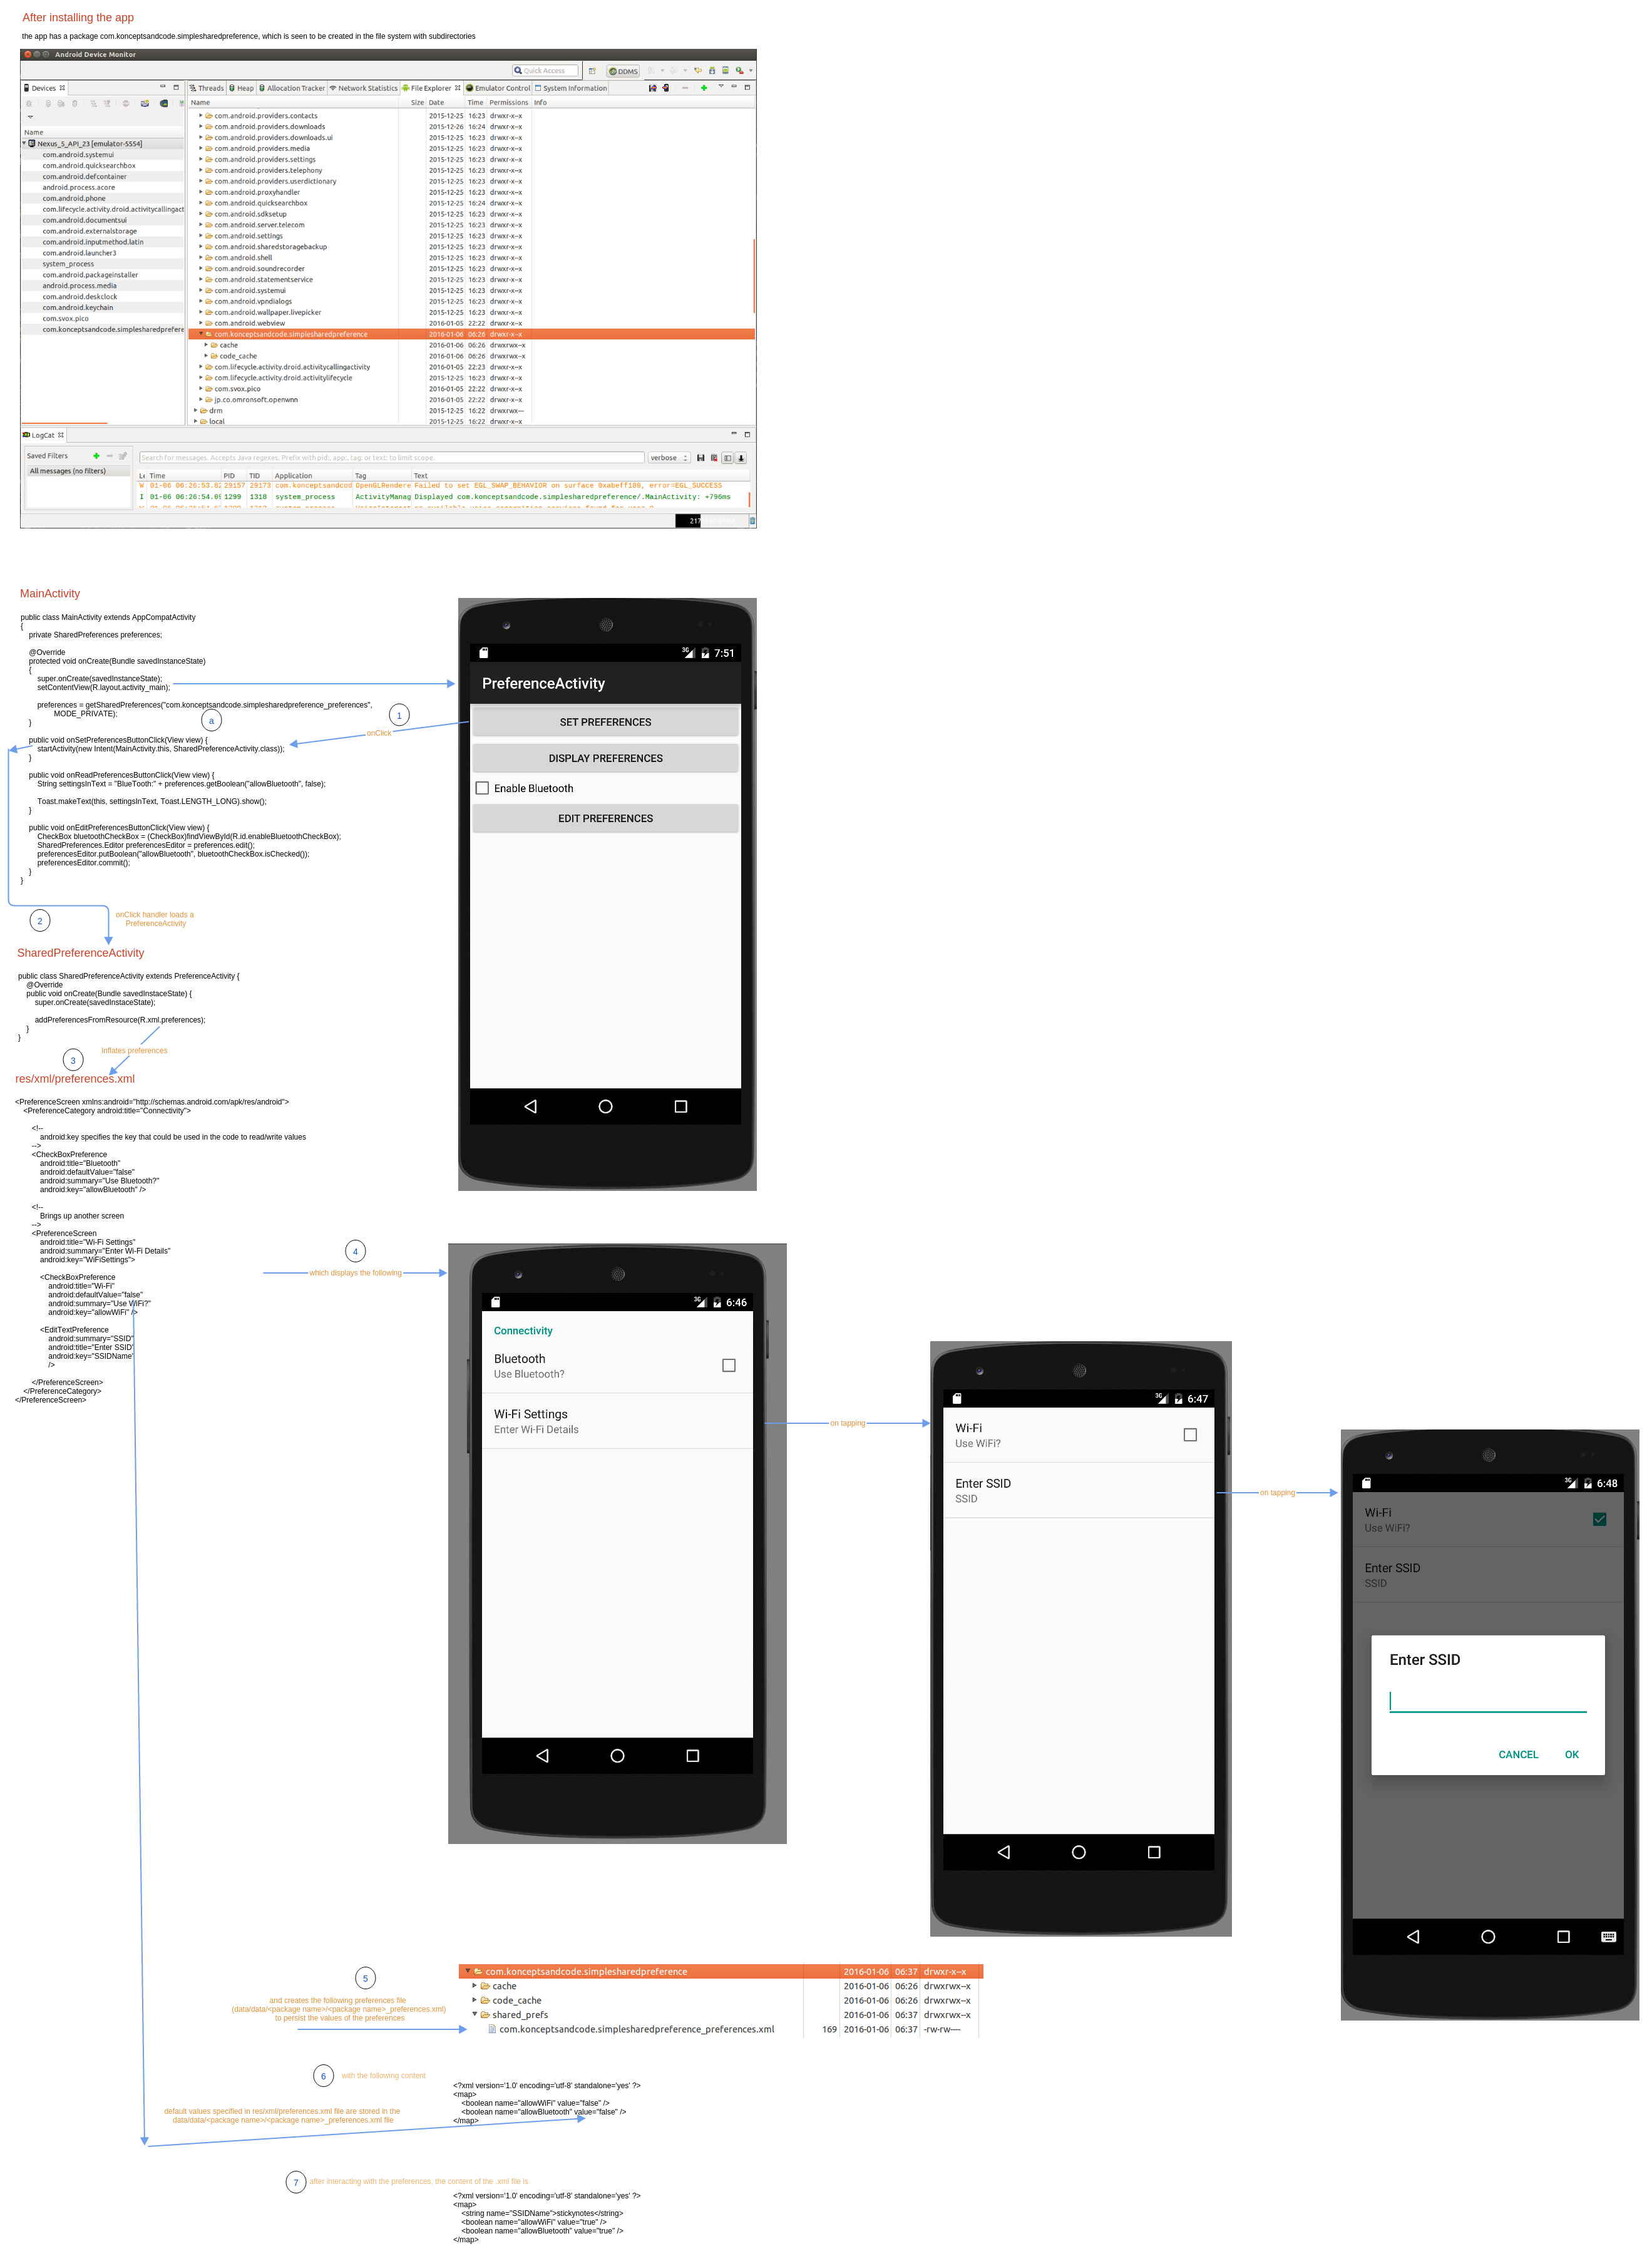 After installing the app
the app has a package com.konceptsandcode.simplesharedpreference, which is seen to be created in the file system with subdirectories
Android Device Monitor
Quick Access
DDMS
Devices
Threads Heap Allocation Tracker Network Statistics File Explorer Emulator Control System Information
Name Size Date Time Permissions Info
Name
Nexus_5_API_23 [emulator-5554]
com.android.systemui
com.android.quicksearchbox
com.android.defcontainer
android.process.acore
com.android.phone
com.lifecycle.activity.droid.activitycallingact
com.android.documentsui
com.android.externalstorage
com.android.inputmethod.latin
com.android.launcher3
system_process
com.android.packageinstaller
android.process.media
com.android.deskclock
com.android.keychain
com.svox.pico
com.konceptsandcode.simplesharedprefere
com.android.providers.contacts 2015-12-25 16:23 drwxr-x--x
com.android.providers.downloads 2015-12-26 16:24 drwxr-x--x
com.android.providers.downloads.ui 2015-12-25 16:23 drwxr-x--x
com.android.providers.media 2015-12-25 16:23 drwxr-x--x
com.android.providers.settings 2015-12-25 16:23 drwxr-x--x
com.android.providers.telephony 2015-12-25 16:23 drwxr-x--x
com.android.providers.userdictionary 2015-12-25 16:23 drwxr-x--x
com.android.proxyhandler 2015-12-25 16:23 drwxr-x--x
com.android.quicksearchbox 2015-12-25 16:24 drwxr-x--x
com.android.sdksetup 2015-12-25 16:23 drwxr-x--x
com.android.server.telecom 2015-12-25 16:23 drwxr-x--x
com.android.settings 2015-12-25 16:23 drwxr-x--x
com.android.sharedstoragebackup 2015-12-25 16:23 drwxr-x--x
com.android.shell 2015-12-25 16:23 drwxr-x--x
com.android.soundrecorder 2015-12-25 16:23 drwxr-x--x
com.android.statementservice 2015-12-25 16:23 drwxr-x--x
com.android.systemui 2015-12-25 16:23 drwxr-x--x
com.android.vpndialogs 2015-12-25 16:23 drwxr-x--x
com.android.wallpaper.livepicker 2015-12-25 16:23 drwxr-x--x
com.android.webview 2016-01-05 22:22 drwxr-x--x
com.konceptsandcode.simplesharedpreference 2016-01-06 06:26 drwxr-x--x
cache 2016-01-06 06:26 drwxrwx--x
code_cache 2016-01-06 06:26 drwxrwx--x
com.lifecycle.activity.droid.activitycallingactivity 2016-01-05 22:23 drwxr-x--x
com.lifecycle.activity.droid.activitylifecycle 2015-12-25 16:23 drwxr-x--x
com.svox.pico 2016-01-05 22:22 drwxr-x--x
jp.co.omronsoft.openwnn 2016-01-05 22:22 drwxr-x--x
drm 2015-12-25 16:22 drwxrwx---
local 2015-12-25 16:22 drwxr-x--x
LogCat
Saved Filters
All messages (no filters)
Search for messages. Accepts Java regexes. Prefix with pid:, app:, tag: or text: to limit scope.
verbose
Time PID TID Application Tag Text
W 01-06 06:26:53.82 29157 29173 com.konceptsandcod OpenGLRendere Failed to set EGL_SWAP_BEHAVIOR on surface 0xabeff180, error=EGL_SUCCESS
I 01-06 06:26:54.09 1299 1318 system_process ActivityManag Displayed com.konceptsandcode.simplesharedpreference/.MainActivity: +796ms
MainActivity
public class MainActivity extends AppCompatActivity
{
private SharedPreferences preferences;
@Override
protected void onCreate(Bundle savedInstanceState)
{
super.onCreate(savedInstanceState);
setContentView(R.layout.activity_main);
preferences = getSharedPreferences("com.konceptsandcode.simplesharedpreference_preferences",
MODE_PRIVATE);
}
a
1
onClick
public void onSetPreferencesButtonClick(View view) {
startActivity(new Intent(MainActivity.this, SharedPreferenceActivity.class));
}
public void onReadPreferencesButtonClick(View view) {
String settingsInText = "BlueTooth:" + preferences.getBoolean("allowBluetooth", false);
Toast.makeText(this, settingsInText, Toast.LENGTH_LONG).show();
}
public void onEditPreferencesButtonClick(View view) {
CheckBox bluetoothCheckBox = (CheckBox)findViewById(R.id.enableBluetoothCheckBox);
SharedPreferences.Editor preferencesEditor = preferences.edit();
preferencesEditor.putBoolean("allowBluetooth", bluetoothCheckBox.isChecked());
preferencesEditor.commit();
}
}
3G 7:51
PreferenceActivity
SET PREFERENCES
DISPLAY PREFERENCES
Enable Bluetooth
EDIT PREFERENCES
2
onClick handler loads a
PreferenceActivity
SharedPreferenceActivity
public class SharedPreferenceActivity extends PreferenceActivity {
@Override
public void onCreate(Bundle savedInstaceState) {
super.onCreate(savedInstaceState);
addPreferencesFromResource(R.xml.preferences);
}
}
3
Inflates preferences
res/xml/preferences.xml
<PreferenceScreen xmlns:android="http://schemas.android.com/apk/res/android">
<PreferenceCategory android:title="Connectivity">
<!--
android:key specifies the key that could be used in the code to read/write values
-->
<CheckBoxPreference
android:title="Bluetooth"
android:defaultValue="false"
android:summary="Use Bluetooth?"
android:key="allowBluetooth" />
<!--
Brings up another screen
-->
<PreferenceScreen
android:title="Wi-Fi Settings"
android:summary="Enter Wi-Fi Details"
android:key="WiFiSettings">
<CheckBoxPreference
android:title="Wi-Fi"
android:defaultValue="false"
android:summary="Use WiFi?"
android:key="allowWiFi" />
<EditTextPreference
android:summary="SSID"
android:title="Enter SSID"
android:key="SSIDName"
/>
</PreferenceScreen>
</PreferenceCategory>
</PreferenceScreen>
4
which displays the following
3G 6:46
Connectivity
Bluetooth
Use Bluetooth?
Wi-Fi Settings
Enter Wi-Fi Details
on tapping
3G 6:47
Wi-Fi
Use WiFi?
Enter SSID
SSID
on tapping
3G 6:48
Wi-Fi
Use WiFi?
Enter SSID
SSID
Enter SSID
CANCEL OK
5
and creates the following preferences file
(data/data/<package name>/<package name>_preferences.xml)
to persist the values of the preferences
com.konceptsandcode.simplesharedpreference 2016-01-06 06:37 drwxr-x--x
cache 2016-01-06 06:26 drwxrwx--x
code_cache 2016-01-06 06:26 drwxrwx--x
shared_prefs 2016-01-06 06:37 drwxrwx--x
com.konceptsandcode.simplesharedpreference_preferences.xml 169 2016-01-06 06:37 -rw-rw----
6
with the following content
<?xml version='1.0' encoding='utf-8' standalone='yes' ?>
<map>
<boolean name="allowWiFi" value="false" />
<boolean name="allowBluetooth" value="false" />
</map>
default values specified in res/xml/preferences.xml file are stored in the
data/data/<package name>/<package name>_preferences.xml file
7
after interacting with the preferences, the content of the .xml file is
<?xml version='1.0' encoding='utf-8' standalone='yes' ?>
<map>
<string name="SSIDName">stickynotes</string>
<boolean name="allowWiFi" value="true" />
<boolean name="allowBluetooth" value="true" />
</map>